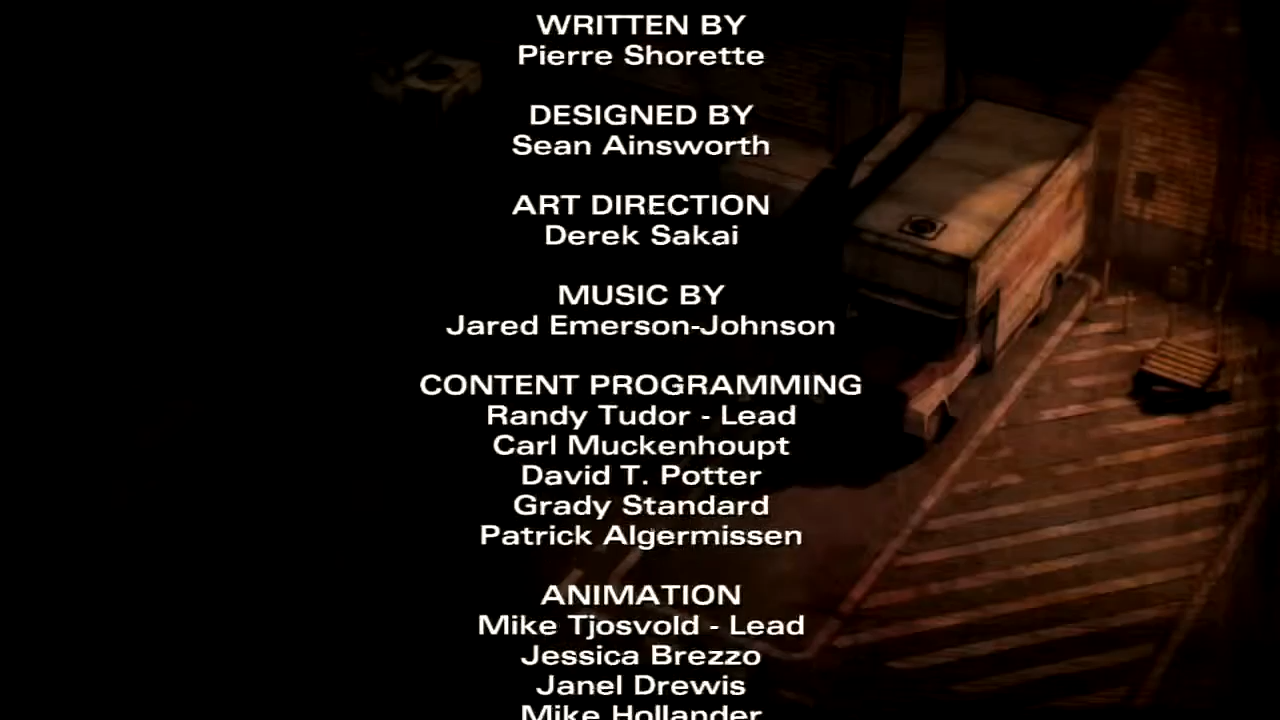 WRITTEN BY
Pierre Shorette
DESIGNED BY
Sean Ainsworth
ART DIRECTION
Derek Sakai
MUSIC BY
Jared Emerson-Johnson
CONTENT PROGRAMMING
Randy Tudor - Lead
Carl Muckenhoupt
David T. Potter
Grady Standard
Patrick Algermissen
ANIMATION
Mike Tjosvold - Lead
Jessica Brezzo
Janel Drewis
Mike Hollander